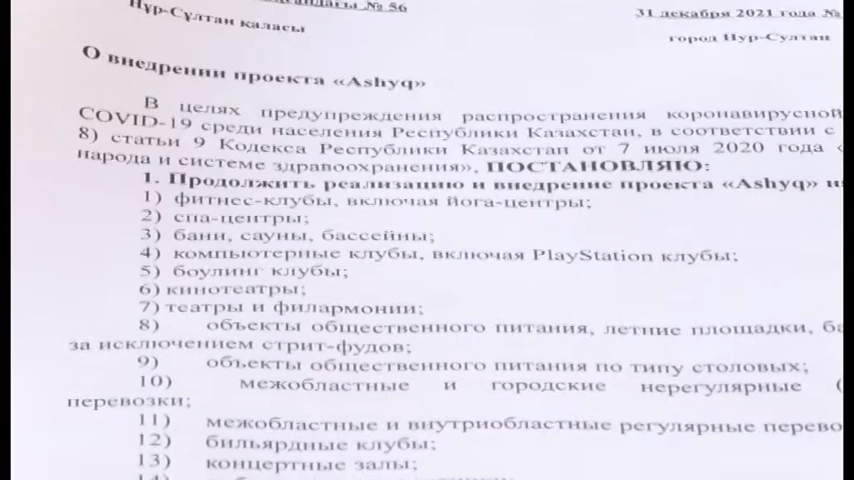 № 56
31 декабря 2021 года №
Нұр-Сұлтан қаласы
город Нур-Султан
О внедрении проекта «Ashyq»
В целях предупреждения распространения коронавирусной
COVID-19 среди населения Республики Казахстан, в соответствии с
8) статьи 9 Кодекса Республики Казахстан от 7 июля 2020 года «
народа и системе здравоохранения», ПОСТАНОВЛЯЮ:
1. Продолжить реализацию и внедрение проекта «Ashyq»
1) фитнес-клубы, включая йога-центры;
2) спа-центры;
3) бани, сауны, бассейны;
4) компьютерные клубы, включая PlayStation клубы;
5) боулинг клубы;
6) кинотеатры;
7) театры и филармонии;
8) объекты общественного питания, летние площадки,
за исключением стрит-фудов;
9) объекты общественного питания по типу столовых;
10) межобластные и городские нерегулярные (
перевозки;
11) межобластные и внутриобластные регулярные перево
12) бильярдные клубы;
13) концертные залы;